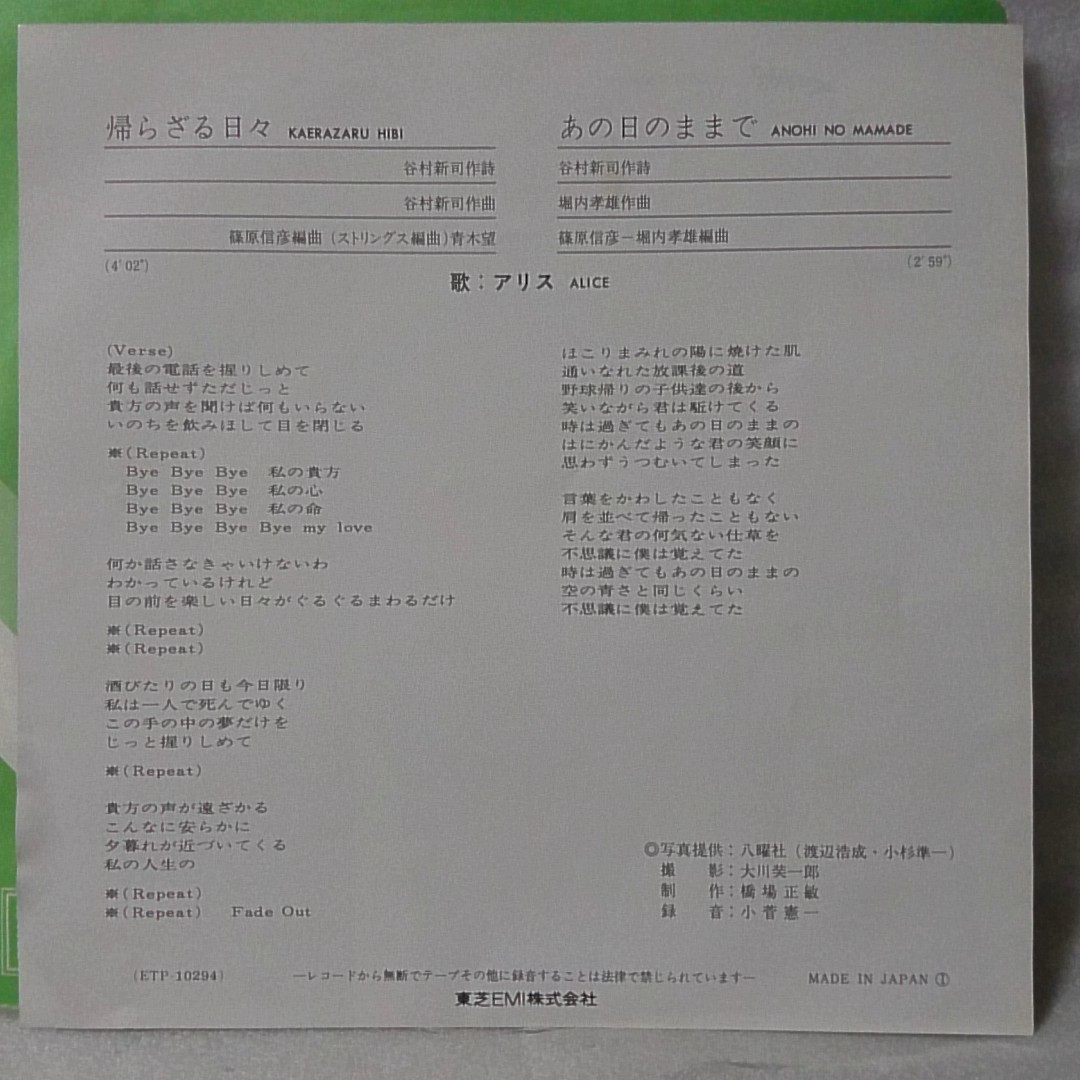 帰らざる日々 KAERAZARU HIBI
谷村新司作詩
谷村新司作曲
篠原信彦編曲(ストリングス編曲)青木望
(4'02")
あの日のままで ANOHI NO MAMADE
谷村新司作詩
堀内孝雄作曲
篠原信彦−堀内孝雄編曲
(2'59")
歌:アリス ALICE
(Verse)
最後の電話を握りしめて
何も話せずただじっと
貴方の声を聞けば何もいらない
いのちを飲みほして目を閉じる
※(Repeat)
Bye Bye Bye 私の貴方
Bye Bye Bye 私の心
Bye Bye Bye 私の命
Bye Bye Bye Bye my love
何か話さなきゃいけないわ
わかっているけれど
目の前を楽しい日々がぐるぐるまわるだけ
※(Repeat)
※(Repeat)
酒びたりの日も今日限り
私は一人で死んでゆく
この手の中の夢だけを
じっと握りしめて
※(Repeat)
貴方の声が遠ざかる
こんなに安らかに
夕暮れが近づいてくる
私の人生の
※(Repeat)
※(Repeat) Fade Out
ほこりまみれの陽に焼けた肌
通いなれた放課後の道
野球帰りの子供達の後から
笑いながら君は駈けてくる
時は過ぎてもあの日のままの
はにかんだような君の笑顔に
思わずうつむいてしまった
言葉をかわしたこともなく
肩を並べて帰ったこともない
そんな君の何気ない仕草を
不思議に僕は覚えてた
時は過ぎてもあの日のままの
空の青さと同じくらい
不思議に僕は覚えてた
◎写真提供:八曜社(渡辺浩成・小杉準一)
撮 影:大川奘一郎
制 作:橋場正敏
録 音:小菅憲一
(ETP-10294)
—レコードから無断でテープその他に録音することは法律で禁じられています—
MADE IN JAPAN ①
東芝EMI株式会社